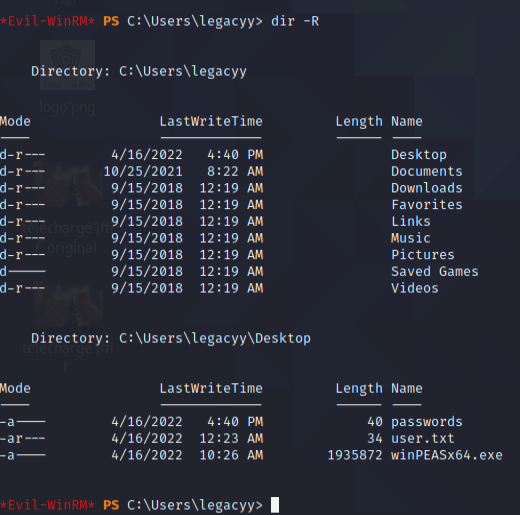 *Evil-WinRM* PS C:\Users\legacyy> dir -R
Directory: C:\Users\legacyy
logo.png
Mode LastWriteTime Length Name
---- ------------- ------ ----
d-r--- 4/16/2022 4:40 PM Desktop
d-r--- 10/25/2021 8:22 AM Documents
d-r--- 9/15/2018 12:19 AM Downloads
d-r--- 9/15/2018 12:19 AM Favorites
d-r--- 9/15/2018 12:19 AM Links
d-r--- 9/15/2018 12:19 AM Music
d-r--- 9/15/2018 12:19 AM Pictures
d----- 9/15/2018 12:19 AM Saved Games
d-r--- 9/15/2018 12:19 AM Videos
Directory: C:\Users\legacyy\Desktop
Mode LastWriteTime Length Name
---- ------------- ------ ----
-a---- 4/16/2022 4:40 PM 40 passwords
-ar--- 4/16/2022 12:23 AM 34 user.txt
-a---- 4/16/2022 10:26 AM 1935872 winPEASx64.exe
*Evil-WinRM* PS C:\Users\legacyy>